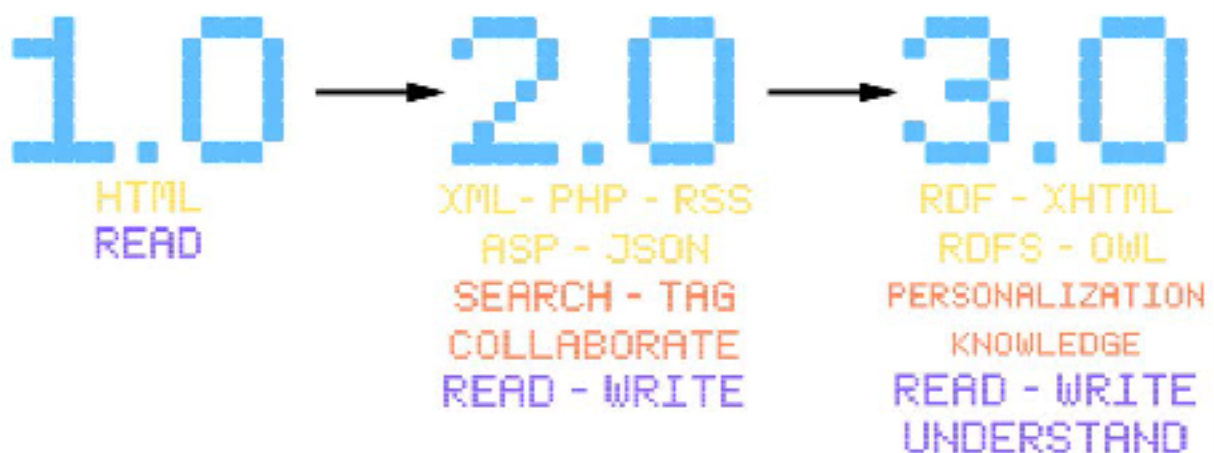 1.0
HTML
READ
2.0
XML- PHP - RSS
ASP - JSON
SEARCH - TAG
COLLABORATE
READ - WRITE
3.0
RDF - XHTML
RDFS - OWL
PERSONALIZATION
KNOWLEDGE
READ - WRITE
UNDERSTAND